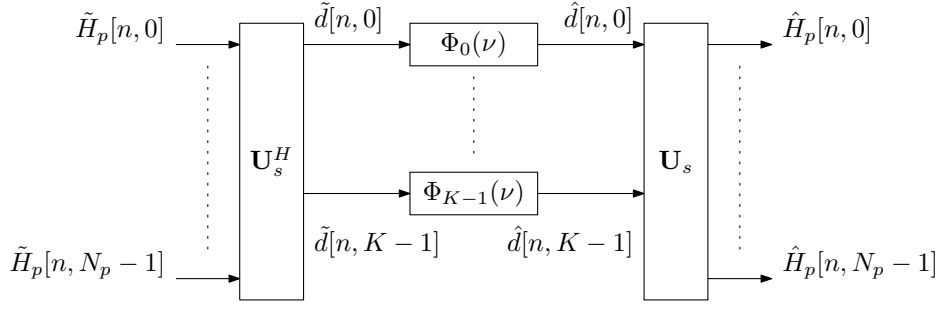 H̃_p[n, 0]
d̃[n, 0]
Φ_0(ν)
d̂[n, 0]
Ĥ_p[n, 0]
U_s^H
U_s
Φ_{K−1}(ν)
d̃[n, K − 1]
d̂[n, K − 1]
H̃_p[n, N_p − 1]
Ĥ_p[n, N_p − 1]